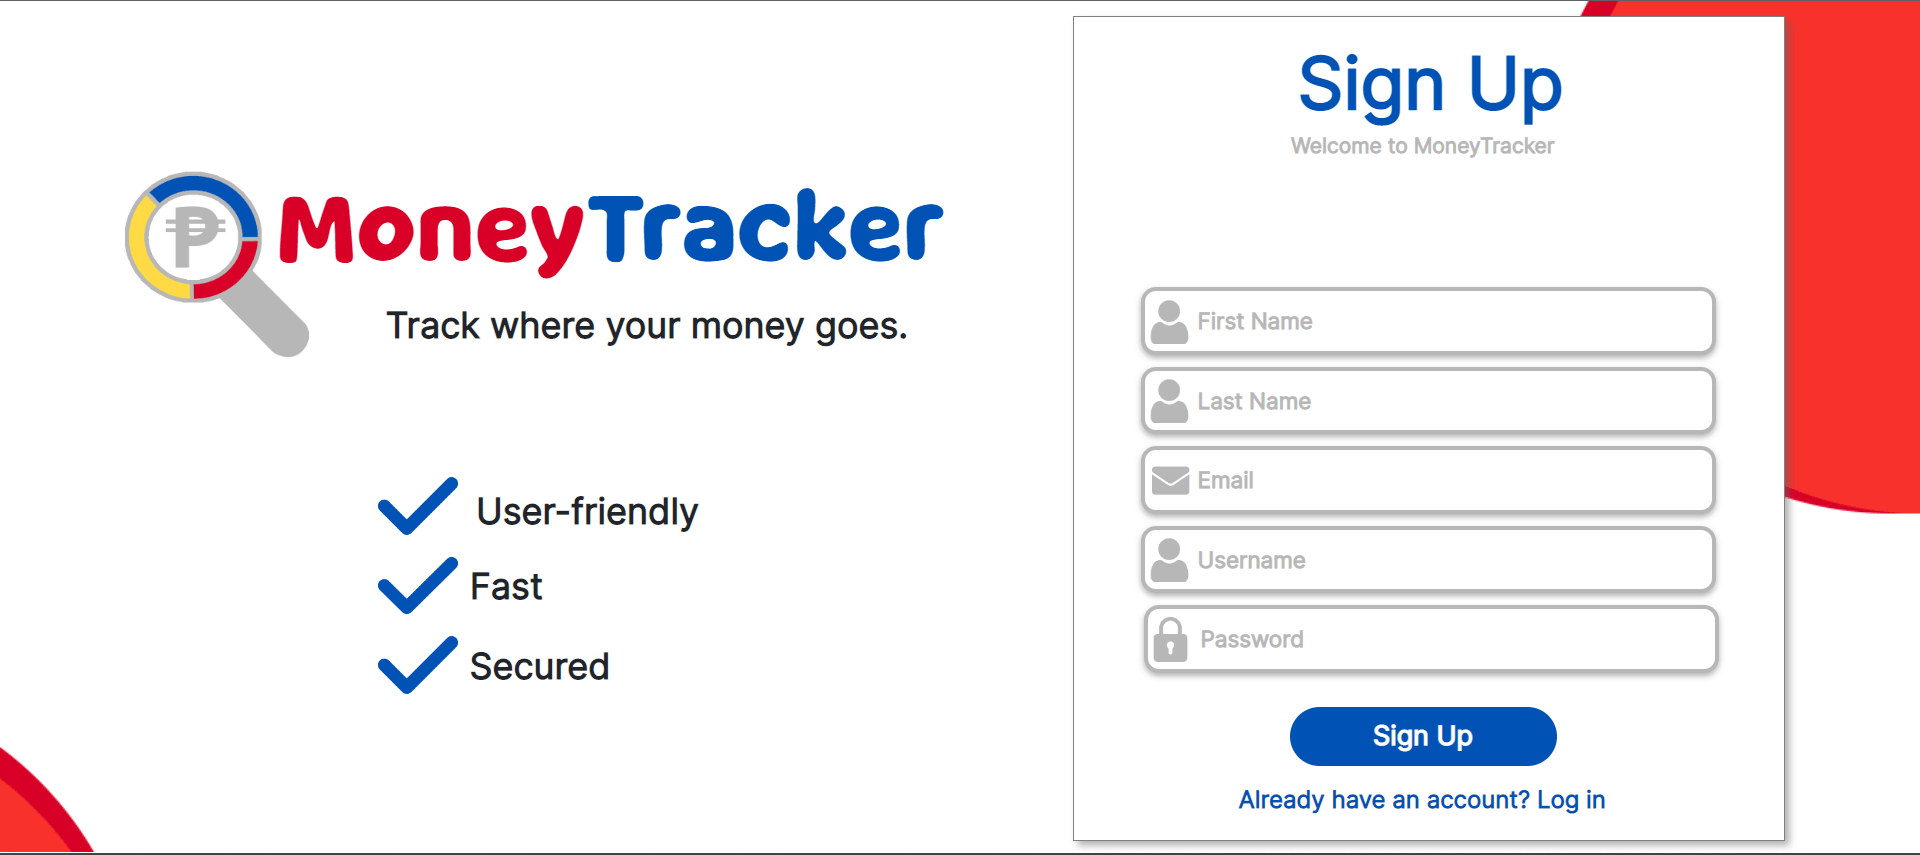 MoneyTracker
Track where your money goes.
User-friendly
Fast
Secured
Sign Up
Welcome to MoneyTracker
First Name
Last Name
Email
Username
Password
Sign Up
Already have an account? Log in